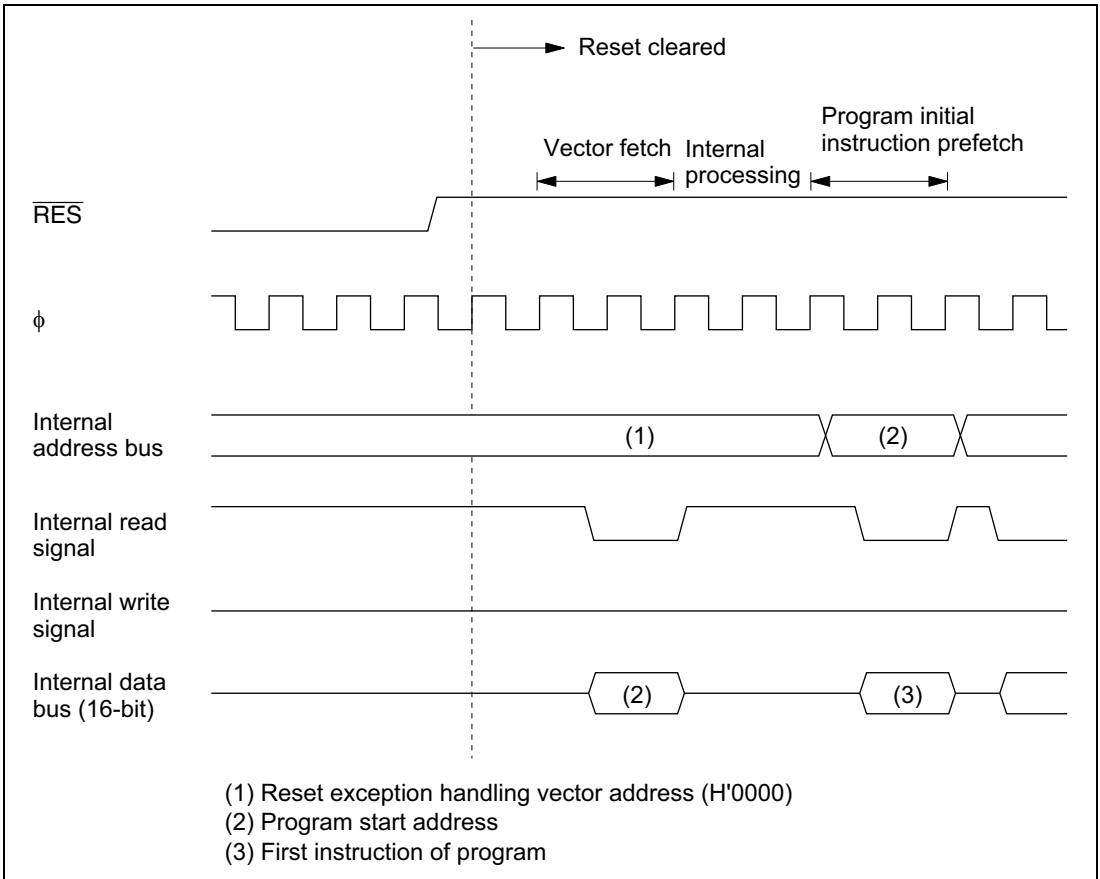 Reset cleared
Program initial
instruction prefetch
Vector fetch
Internal
processing
RES
φ
Internal
address bus
(1)
(2)
Internal read
signal
Internal write
signal
Internal data
bus (16-bit)
(2)
(3)
(1) Reset exception handling vector address (H'0000)
(2) Program start address
(3) First instruction of program